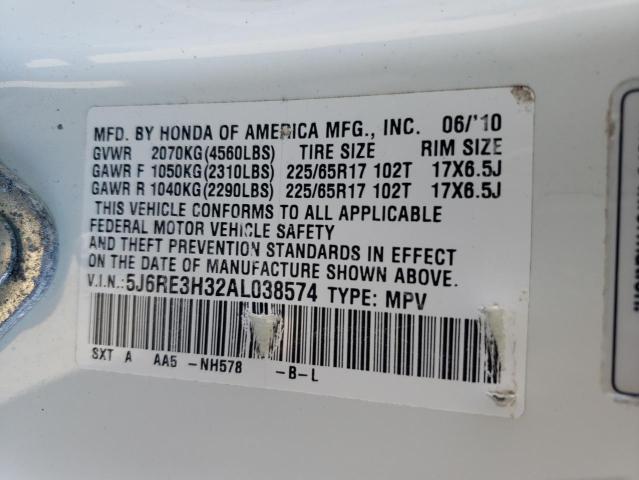 MFD. BY HONDA OF AMERICA MFG., INC. 06/'10
GVWR 2070KG(4560LBS) TIRE SIZE RIM SIZE
GAWR F 1050KG(2310LBS) 225/65R17 102T 17X6.5J
GAWR R 1040KG(2290LBS) 225/65R17 102T 17X6.5J
THIS VEHICLE CONFORMS TO ALL APPLICABLE
FEDERAL MOTOR VEHICLE SAFETY
AND THEFT PREVENTION STANDARDS IN EFFECT
ON THE DATE OF MANUFACTURE SHOWN ABOVE.
V.I.N.:5J6RE3H32AL038574 TYPE: MPV
SXT A AA5 -NH578 -B-L